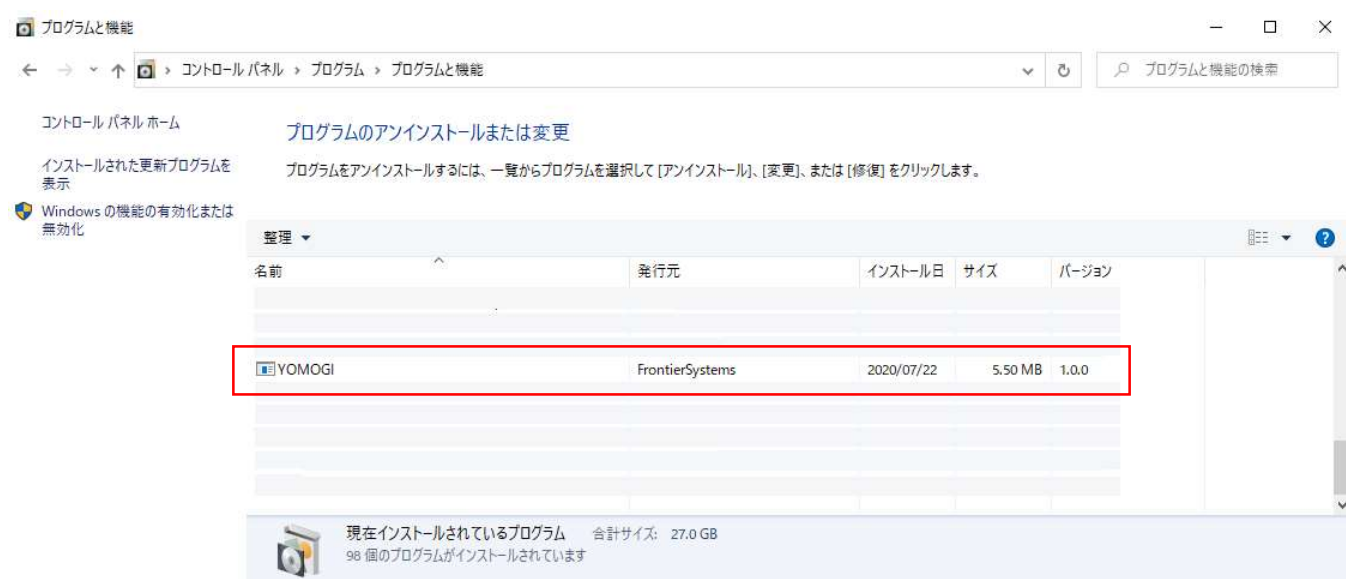 プログラムと機能
コントロール パネル › プログラム › プログラムと機能
プログラムと機能の検索
コントロール パネル ホーム
インストールされた更新プログラムを
表示
Windows の機能の有効化または
無効化
プログラムのアンインストールまたは変更
プログラムをアンインストールするには、一覧からプログラムを選択して [アンインストール]、[変更]、または [修復] をクリックします。
整理
名前 発行元 インストール日 サイズ バージョン
YOMOGI FrontierSystems 2020/07/22 5.50 MB 1.0.0
現在インストールされているプログラム 合計サイズ: 27.0 GB
98 個のプログラムがインストールされています